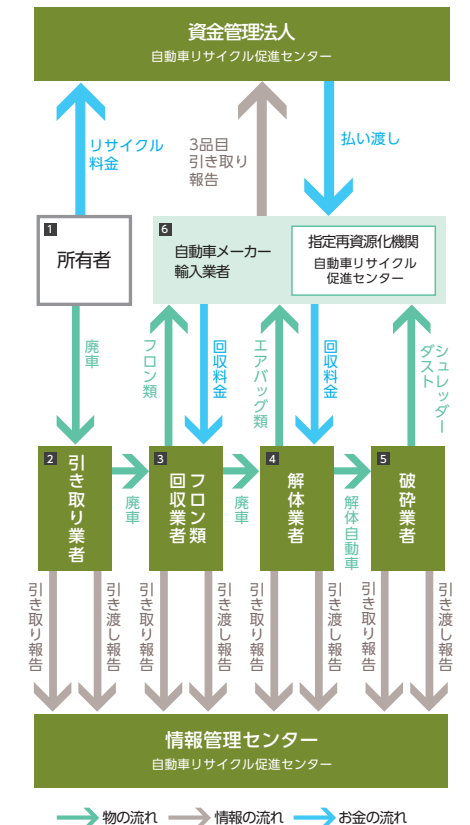 資金管理法人
自動車リサイクル促進センター
リサイクル
料金
3品目
引き取り
報告
払い渡し
1
所有者
6
自動車メーカー
輸入業者
指定再資源化機関
自動車リサイクル
促進センター
廃車
フロン類
回収料金
エアバッグ類
回収料金
シュレッダー
ダスト
2
引き取り業者
廃車
3
フロン類
回収業者
廃車
4
解体業者
解体自動車
5
破砕業者
引き取り報告
引き渡し報告
引き取り報告
引き渡し報告
引き取り報告
引き渡し報告
引き取り報告
引き渡し報告
情報管理センター
自動車リサイクル促進センター
物の流れ 情報の流れ お金の流れ